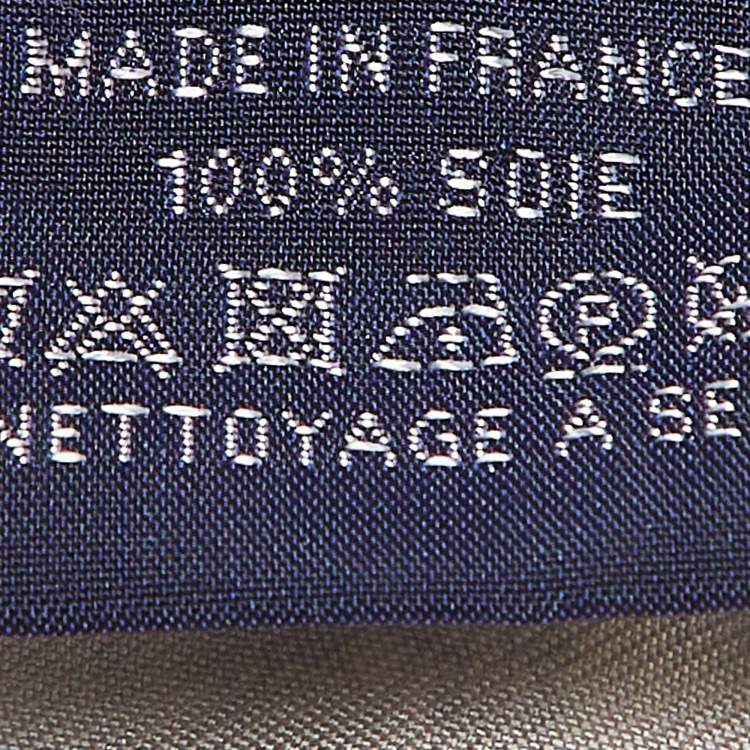 MADE IN FRANCE
100% SOIE
P
NETTOYAGE A SE